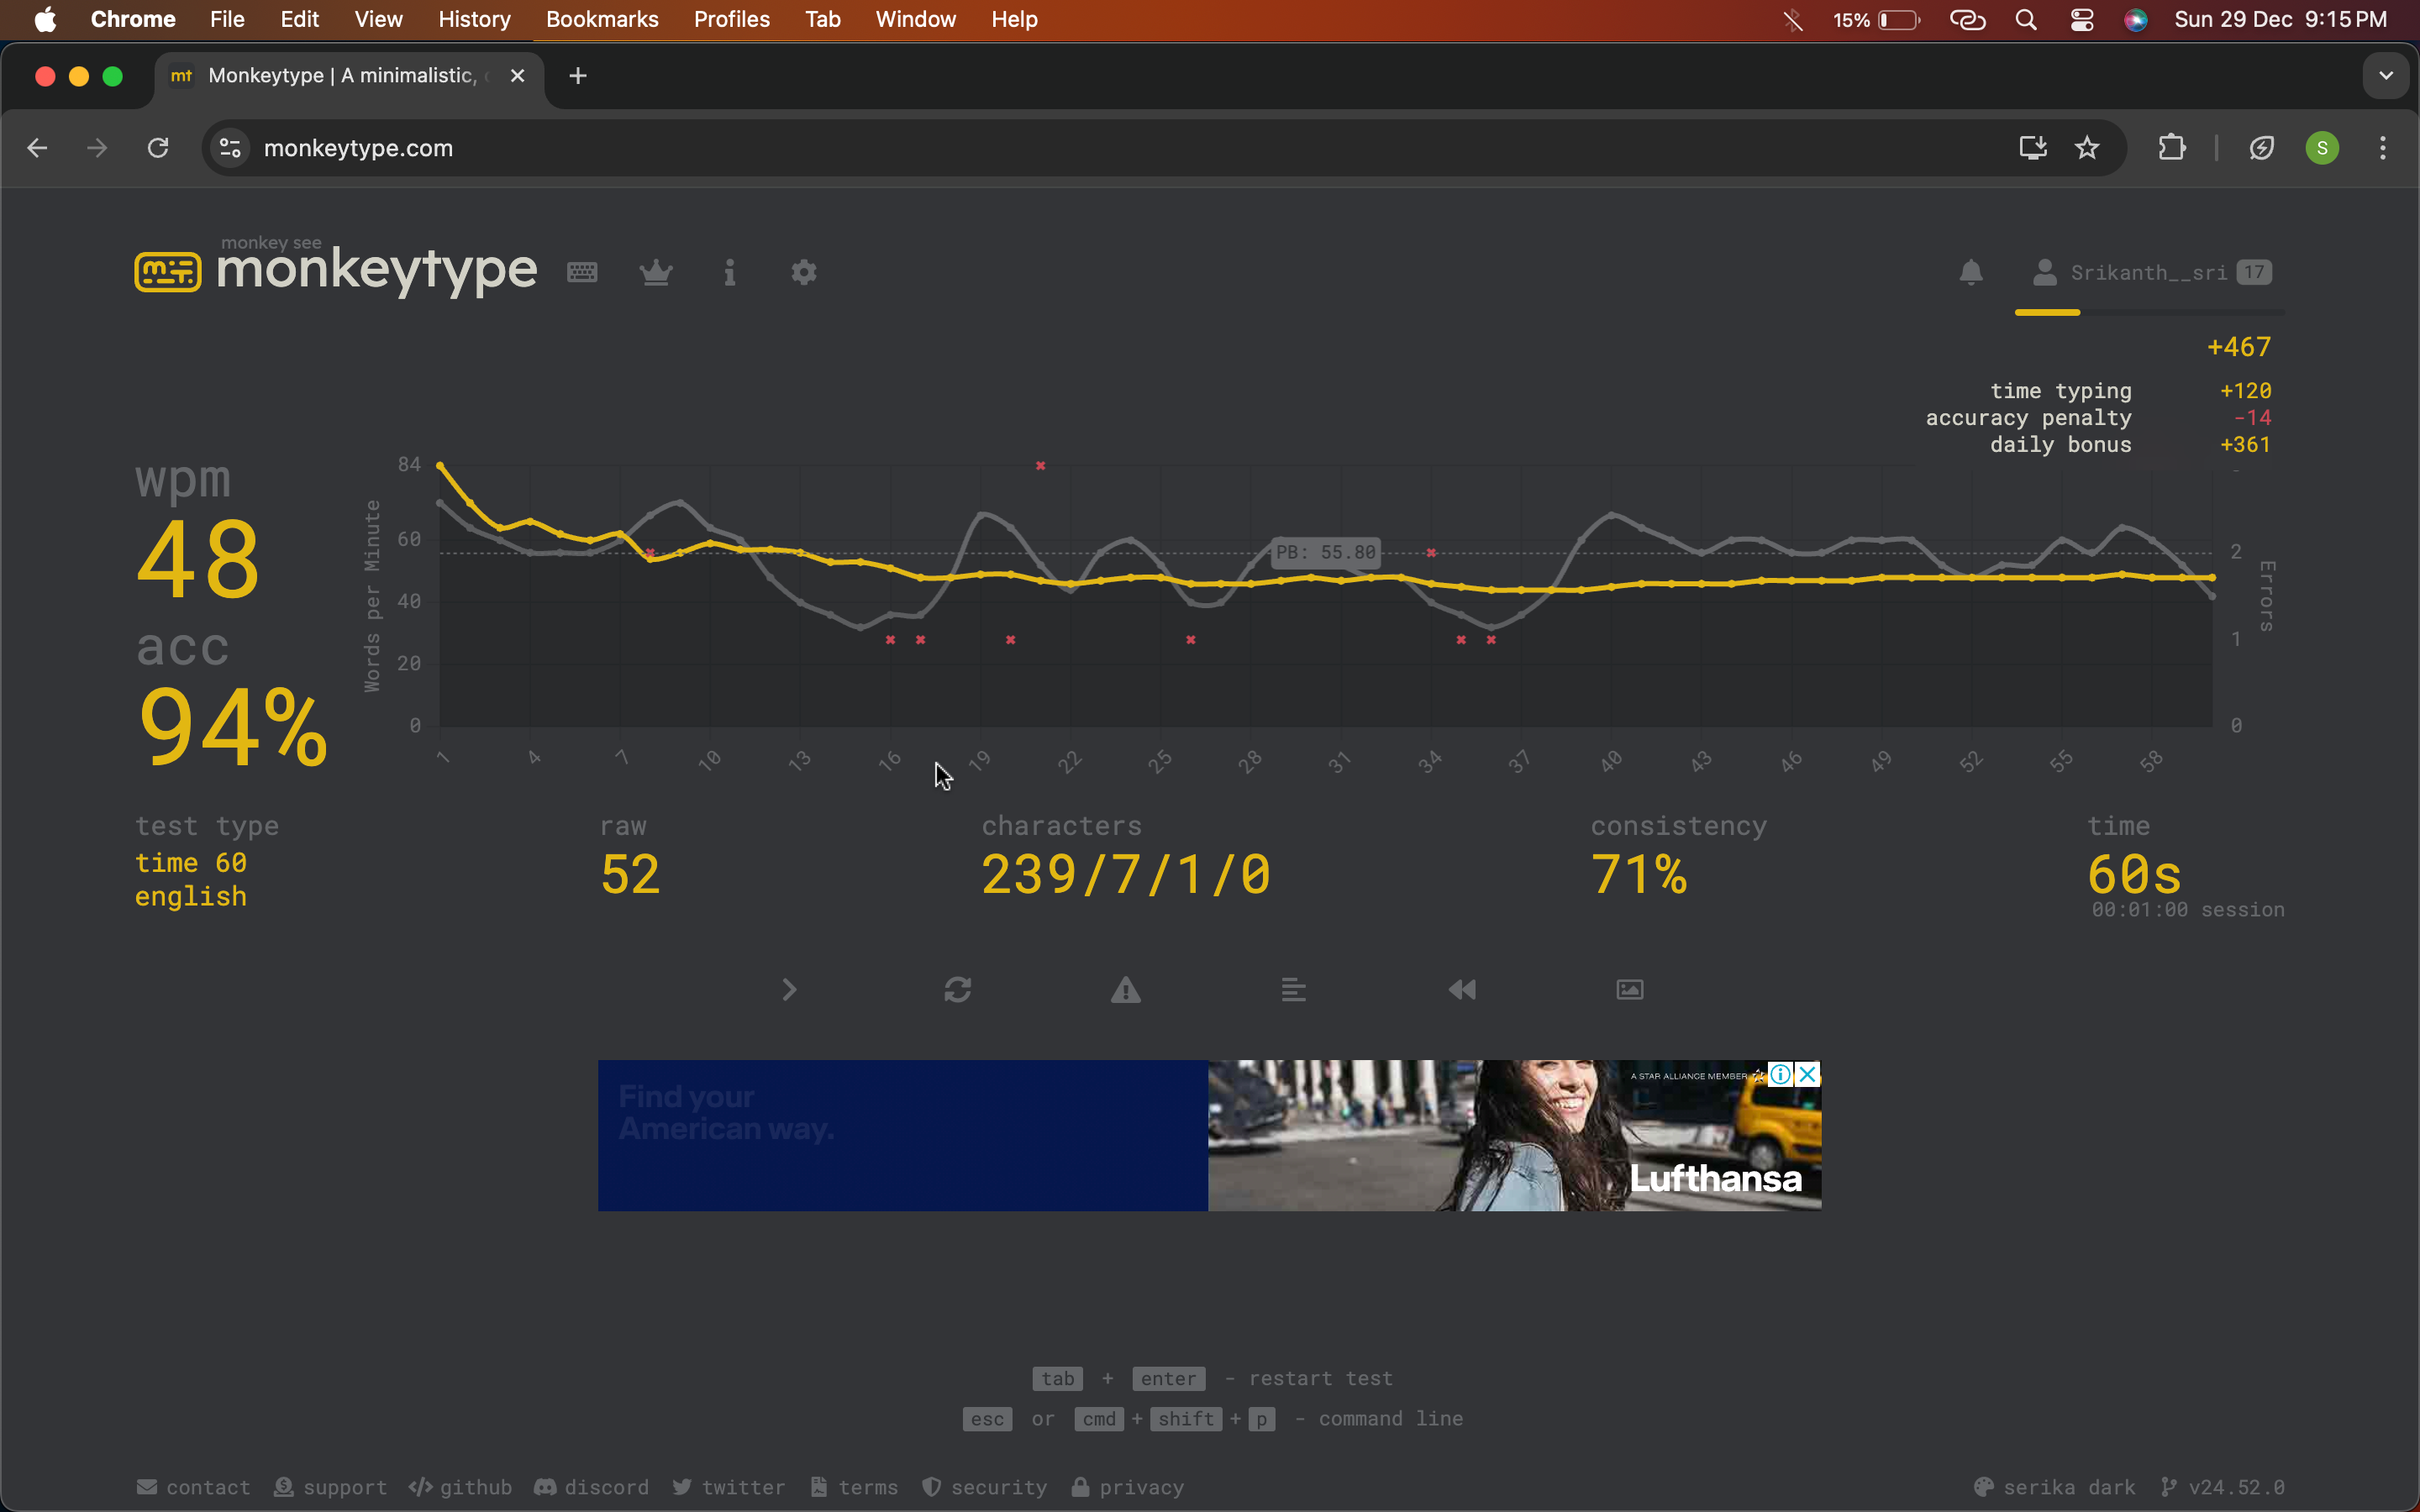 Chrome File Edit View History Bookmarks Profiles Tab Window Help 15% Sun 29 Dec 9:15 PM
mt Monkeytype | A minimalistic,
monkeytype.com S
monkey see
monkeytype
Srikanth__sri 17
+467
time typing +120
accuracy penalty -14
daily bonus +361
wpm
48
acc
94%
Words per Minute
84
60
40
20
0
PB: 55.80
2
1
0
Errors
1 4 7 10 13 16 19 22 25 28 31 34 37 40 43 46 49 52 55 58
test type
time 60
english
raw
52
characters
239/7/1/0
consistency
71%
time
60s
00:01:00 session
Find your
American way.
A STAR ALLIANCE MEMBER
Lufthansa
tab + enter - restart test
esc or cmd + shift + p - command line
contact support github discord twitter terms security privacy serika dark v24.52.0